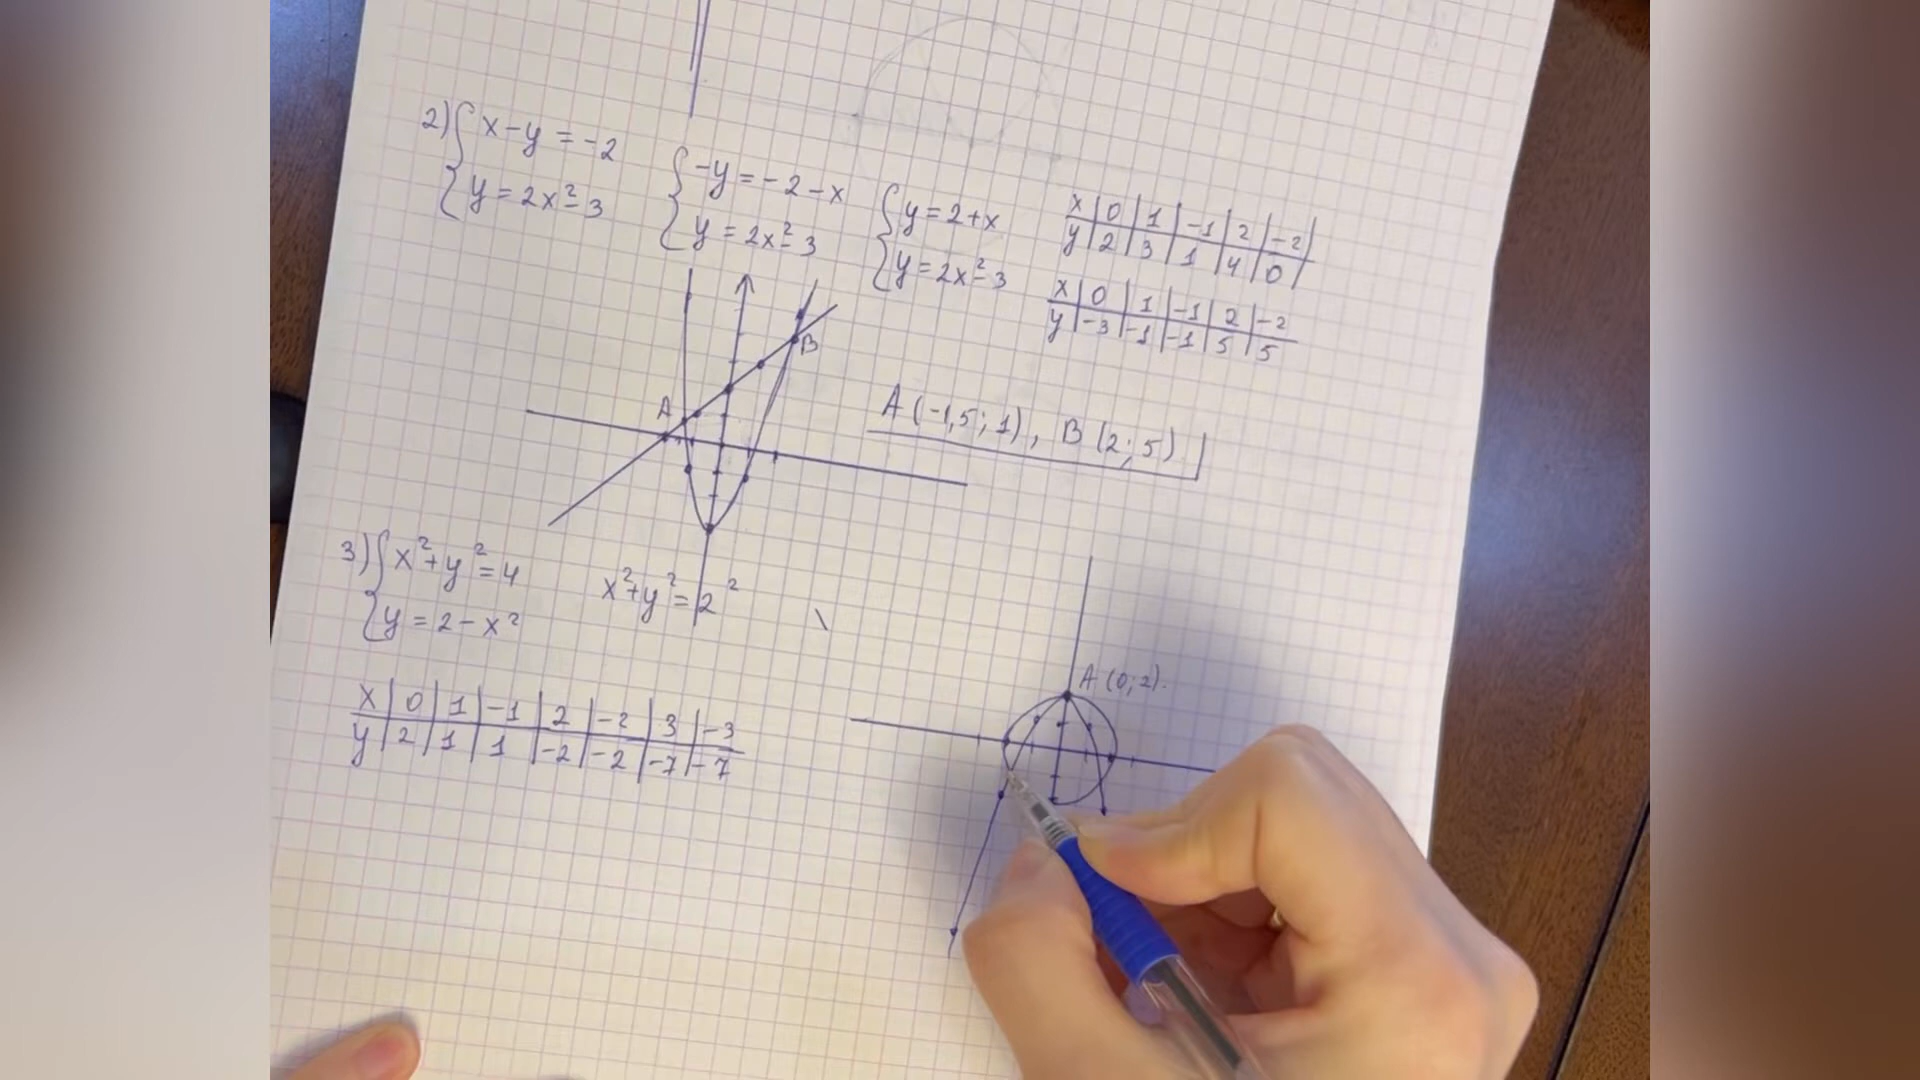 2) { x-y=-2
y=2x²-3
{ -y=-2-x
y=2x²-3
{ y=2+x
y=2x²-3
x | 0 | 1 | -1 | 2 | -2
y | 2 | 3 | 1 | 4 | 0
x | 0 | 1 | -1 | 2 | -2
y | -3 | -1 | -1 | 5 | 5
A
B
A(-1,5;1), B(2;5)
3) { x²+y²=4
y=2-x²
x²+y²=2²
x | 0 | 1 | -1 | 2 | -2 | 3 | -3
y | 2 | 1 | 1 | -2 | -2 | -7 | -7
A(0;2).